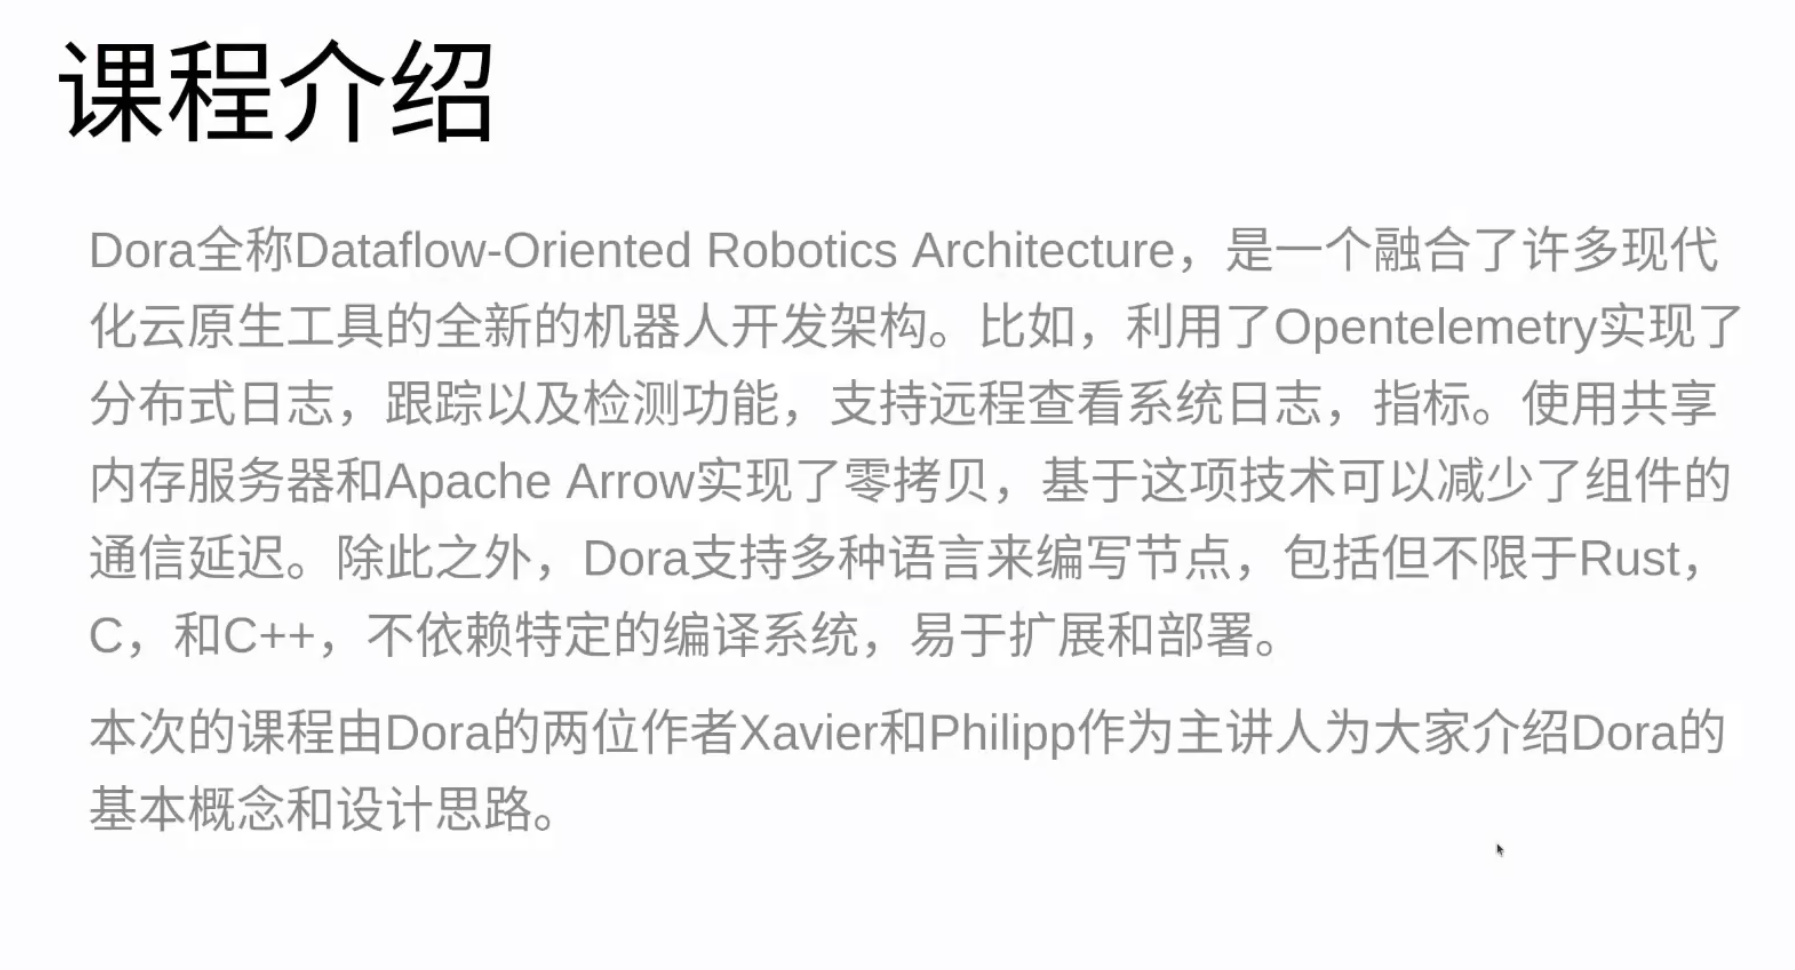 课程介绍
Dora全称Dataflow-Oriented Robotics Architecture，是一个融合了许多现代
化云原生工具的全新的机器人开发架构。比如，利用了Opentelemetry实现了
分布式日志，跟踪以及检测功能，支持远程查看系统日志，指标。使用共享
内存服务器和Apache Arrow实现了零拷贝，基于这项技术可以减少了组件的
通信延迟。除此之外，Dora支持多种语言来编写节点，包括但不限于Rust，
C，和C++，不依赖特定的编译系统，易于扩展和部署。
本次的课程由Dora的两位作者Xavier和Philipp作为主讲人为大家介绍Dora的
基本概念和设计思路。